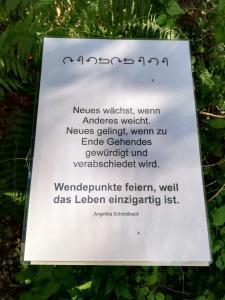 Neues wächst, wenn
Anderes weicht.
Neues gelingt, wenn zu
Ende Gehendes
gewürdigt und
verabschiedet wird.
Wendepunkte feiern, weil
das Leben einzigartig ist.
Angelika Schindlbeck